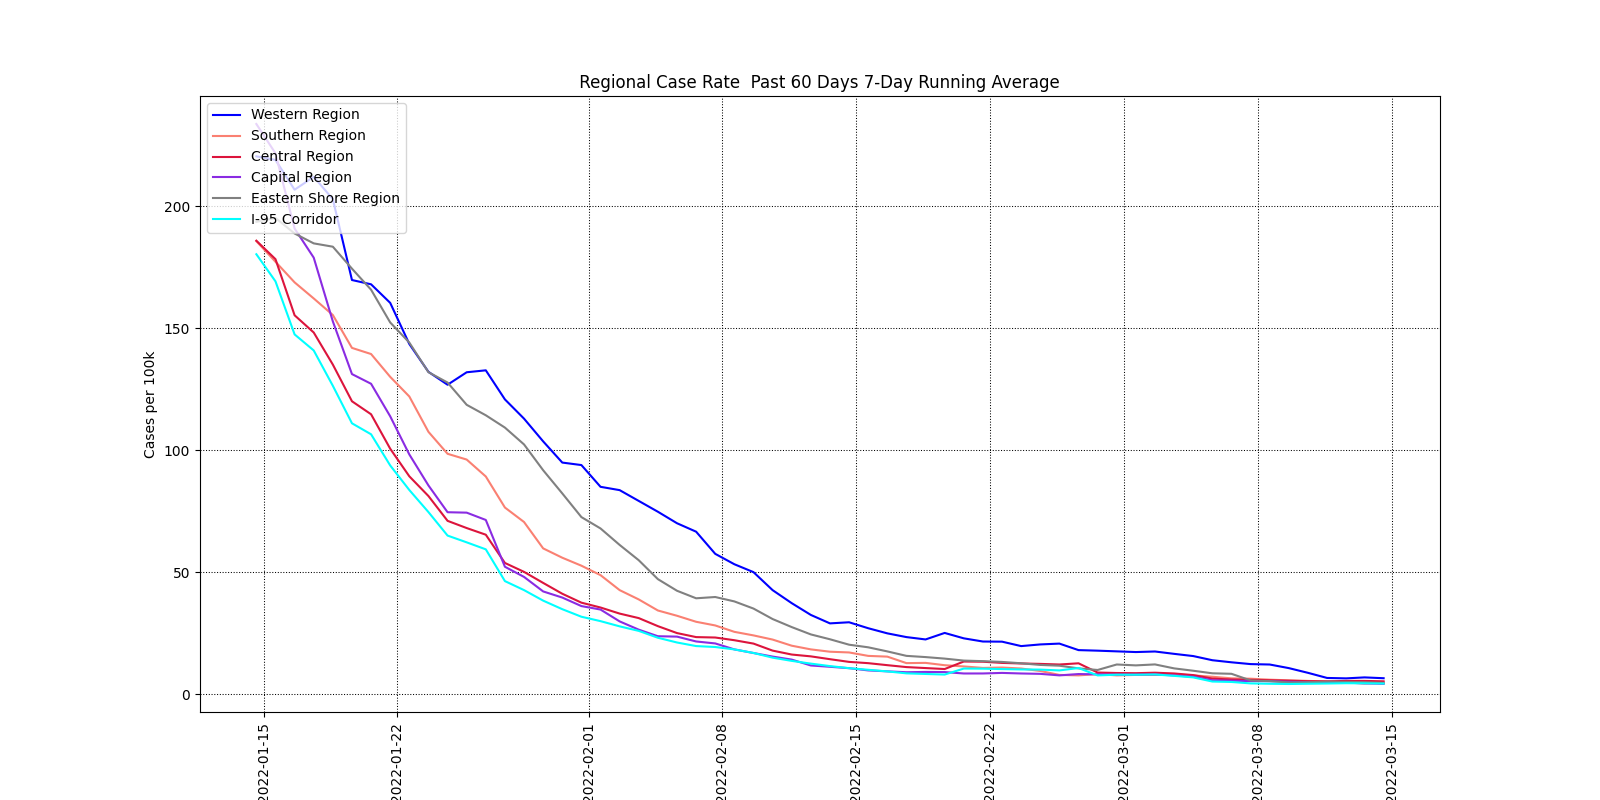 Regional Case Rate  Past 60 Days 7-Day Running Average
Western Region
Southern Region
Central Region
Capital Region
Eastern Shore Region
I-95 Corridor
Cases per 100k
200
150
100
50
0
2022-01-15
2022-01-22
2022-02-01
2022-02-08
2022-02-15
2022-02-22
2022-03-01
2022-03-08
2022-03-15